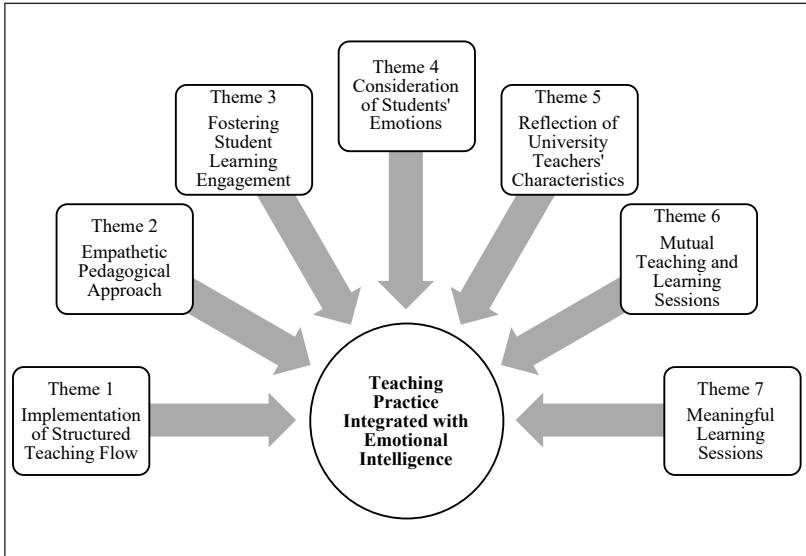 Theme 1
Implementation
of Structured
Teaching Flow
Theme 2
Empathetic
Pedagogical
Approach
Theme 3
Fostering
Student
Learning
Engagement
Theme 4
Consideration
of Students'
Emotions
Theme 5
Reflection of
University
Teachers'
Characteristics
Theme 6
Mutual
Teaching and
Learning
Sessions
Theme 7
Meaningful
Learning
Sessions
Teaching
Practice
Integrated with
Emotional
Intelligence